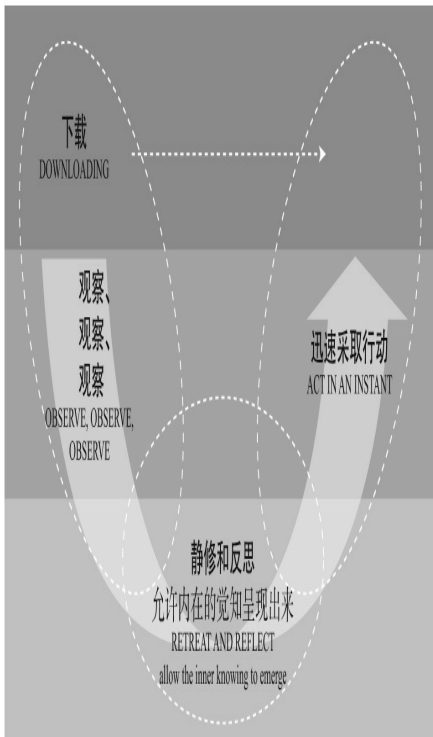 下载
DOWNLOADING
观察、
观察、
观察
OBSERVE, OBSERVE,
OBSERVE
迅速采取行动
ACT IN AN INSTANT
静修和反思
允许内在的觉知呈现出来
RETREAT AND REFLECT
allow the inner knowing to emerge